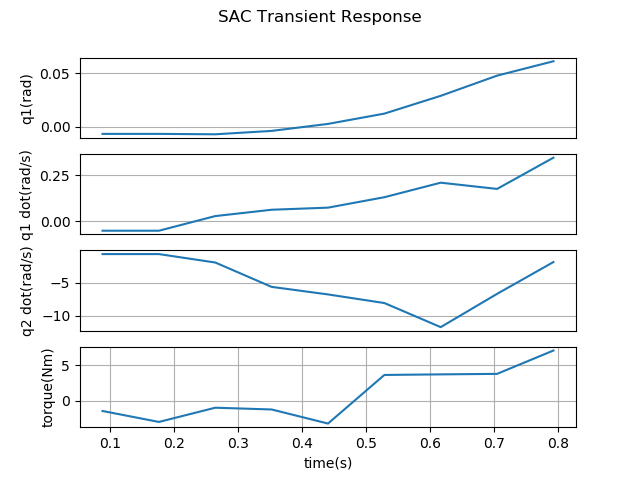 SAC Transient Response
q1(rad)
0.05
0.00
q1 dot(rad/s)
0.25
0.00
q2 dot(rad/s)
−5
−10
torque(Nm)
5
0
0.1 0.2 0.3 0.4 0.5 0.6 0.7 0.8
time(s)